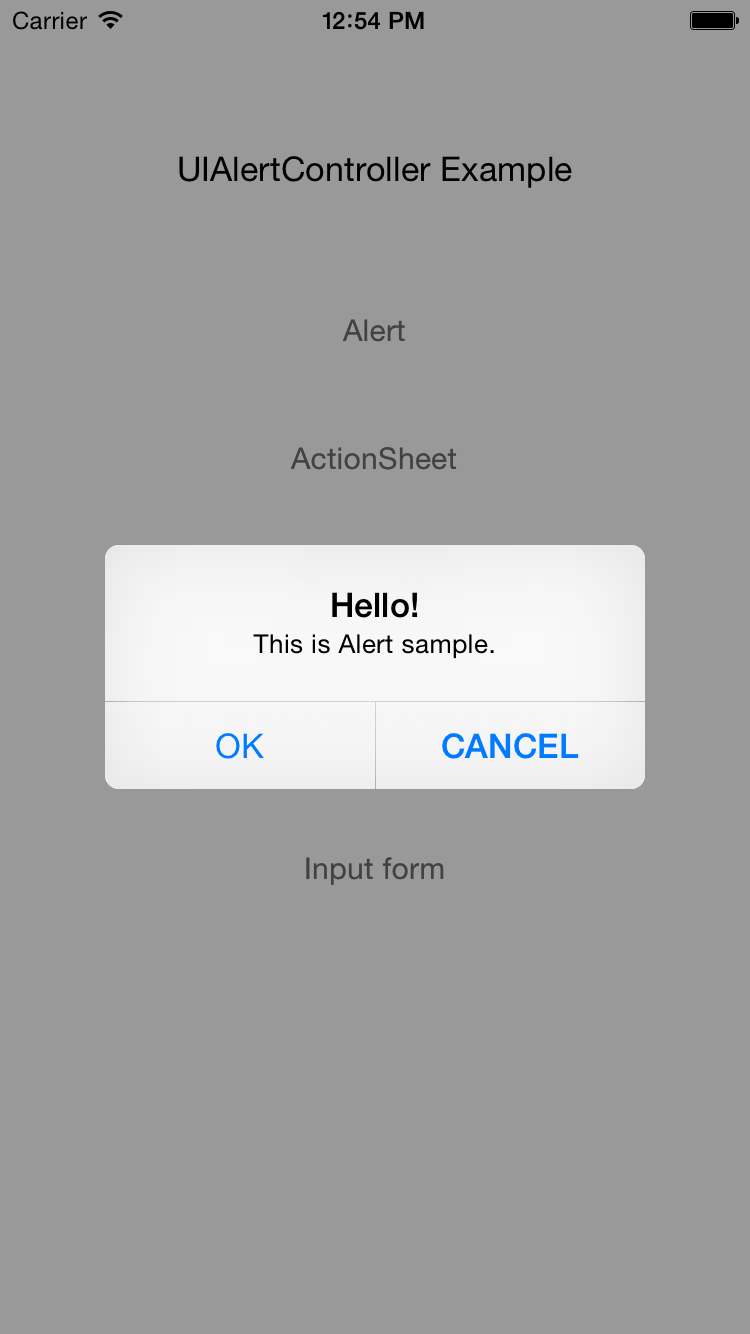 Carrier 12:54 PM
UIAlertController Example
Alert
ActionSheet
Hello!
This is Alert sample.
OK CANCEL
Input form